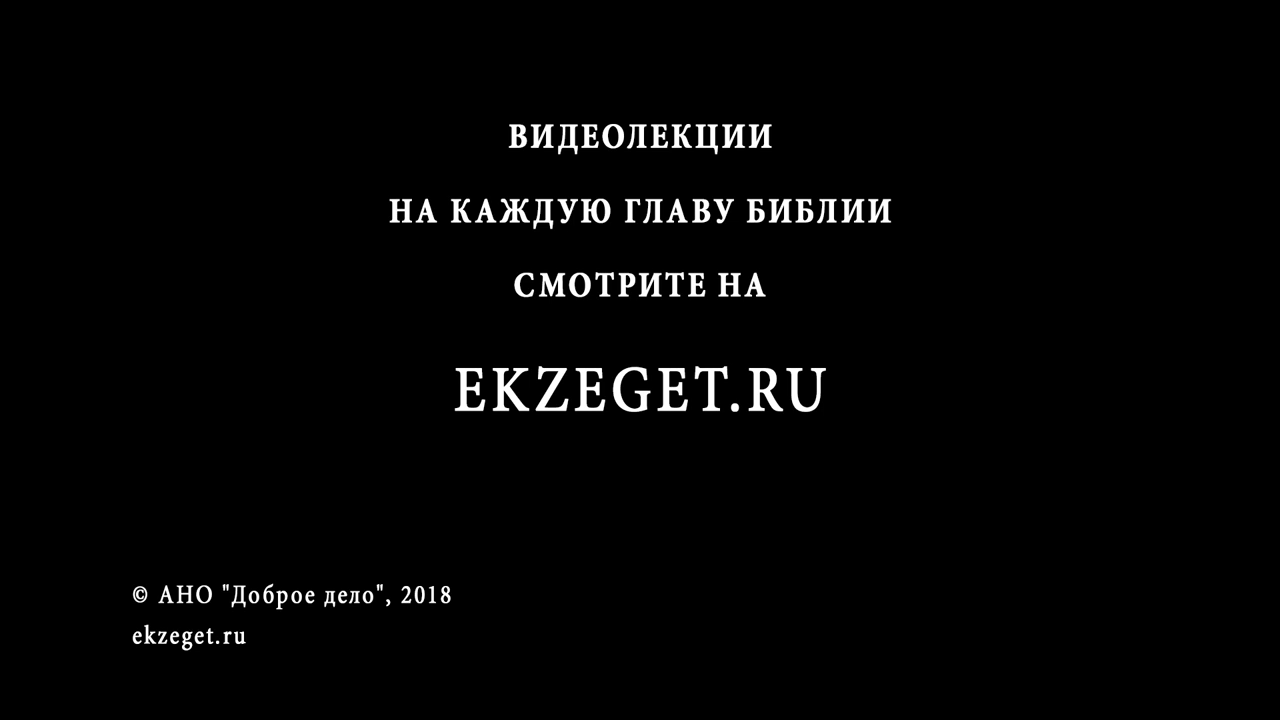 ВИДЕОЛЕКЦИИ
НА КАЖДУЮ ГЛАВУ БИБЛИИ
СМОТРИТЕ НА
EKZEGET.RU
© АНО "Доброе дело", 2018
ekzeget.ru